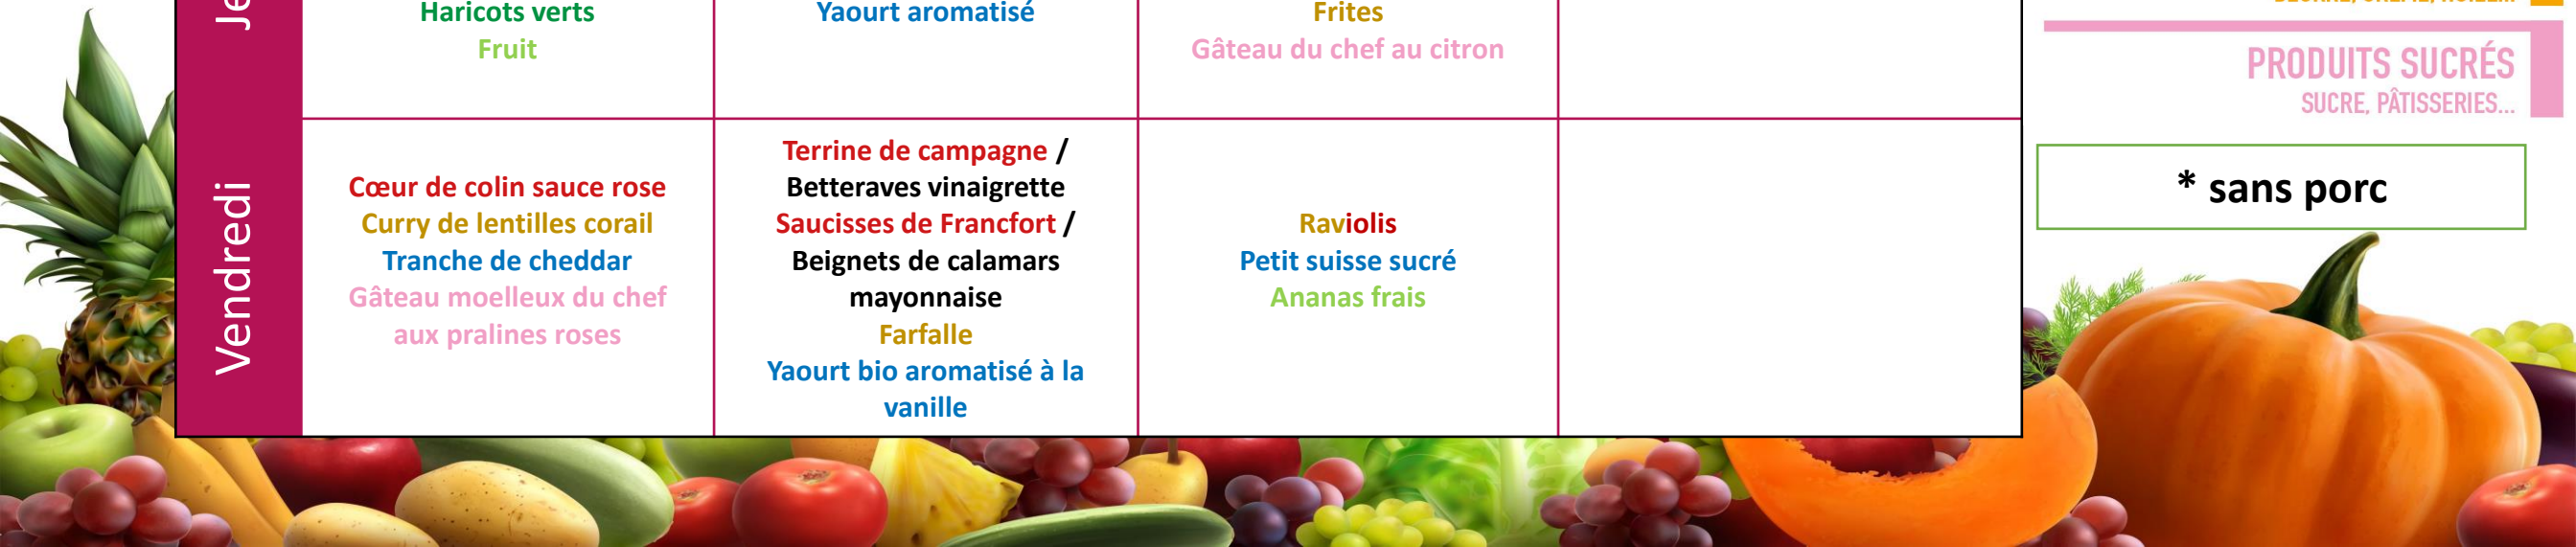 Je
Haricots verts
Fruit
Yaourt aromatisé
Frites
Gâteau du chef au citron
Vendredi
Cœur de colin sauce rose
Curry de lentilles corail
Tranche de cheddar
Gâteau moelleux du chef
aux pralines roses
Terrine de campagne /
Betteraves vinaigrette
Saucisses de Francfort /
Beignets de calamars
mayonnaise
Farfalle
Yaourt bio aromatisé à la
vanille
Raviolis
Petit suisse sucré
Ananas frais
PRODUITS SUCRÉS
SUCRE, PÂTISSERIES...
* sans porc